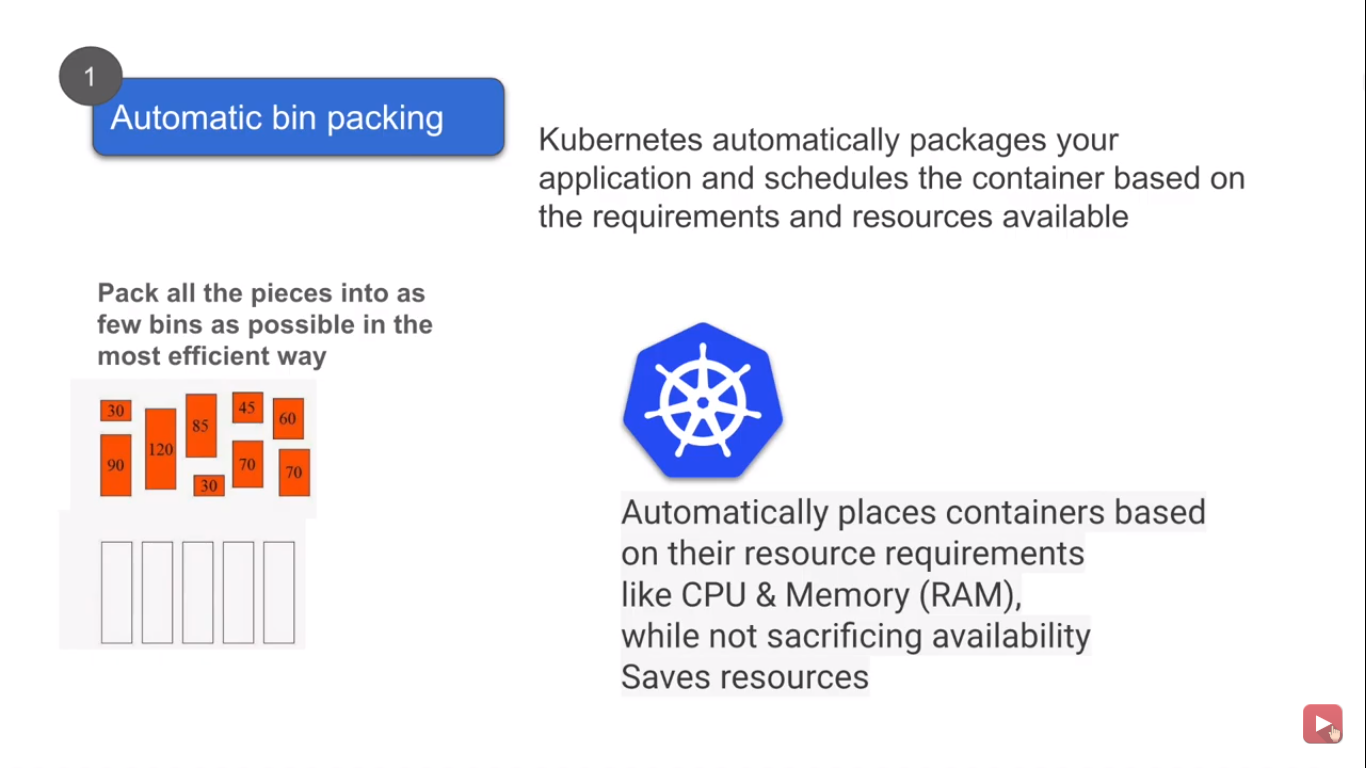 1
Automatic bin packing
Kubernetes automatically packages your
application and schedules the container based on
the requirements and resources available
Pack all the pieces into as
few bins as possible in the
most efficient way
30
120
85
45
60
90
30
70
70
Automatically places containers based
on their resource requirements
like CPU & Memory (RAM),
while not sacrificing availability
Saves resources